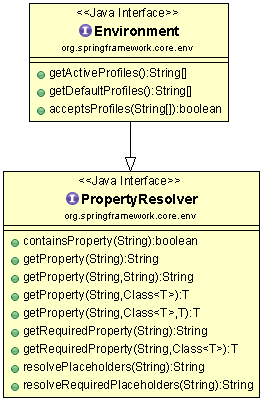 <<Java Interface>>
Environment
org.springframework.core.env
getActiveProfiles():String[]
getDefaultProfiles():String[]
acceptsProfiles(String[]):boolean
<<Java Interface>>
PropertyResolver
org.springframework.core.env
containsProperty(String):boolean
getProperty(String):String
getProperty(String,String):String
getProperty(String,Class<T>):T
getProperty(String,Class<T>,T):T
getRequiredProperty(String):String
getRequiredProperty(String,Class<T>):T
resolvePlaceholders(String):String
resolveRequiredPlaceholders(String):String